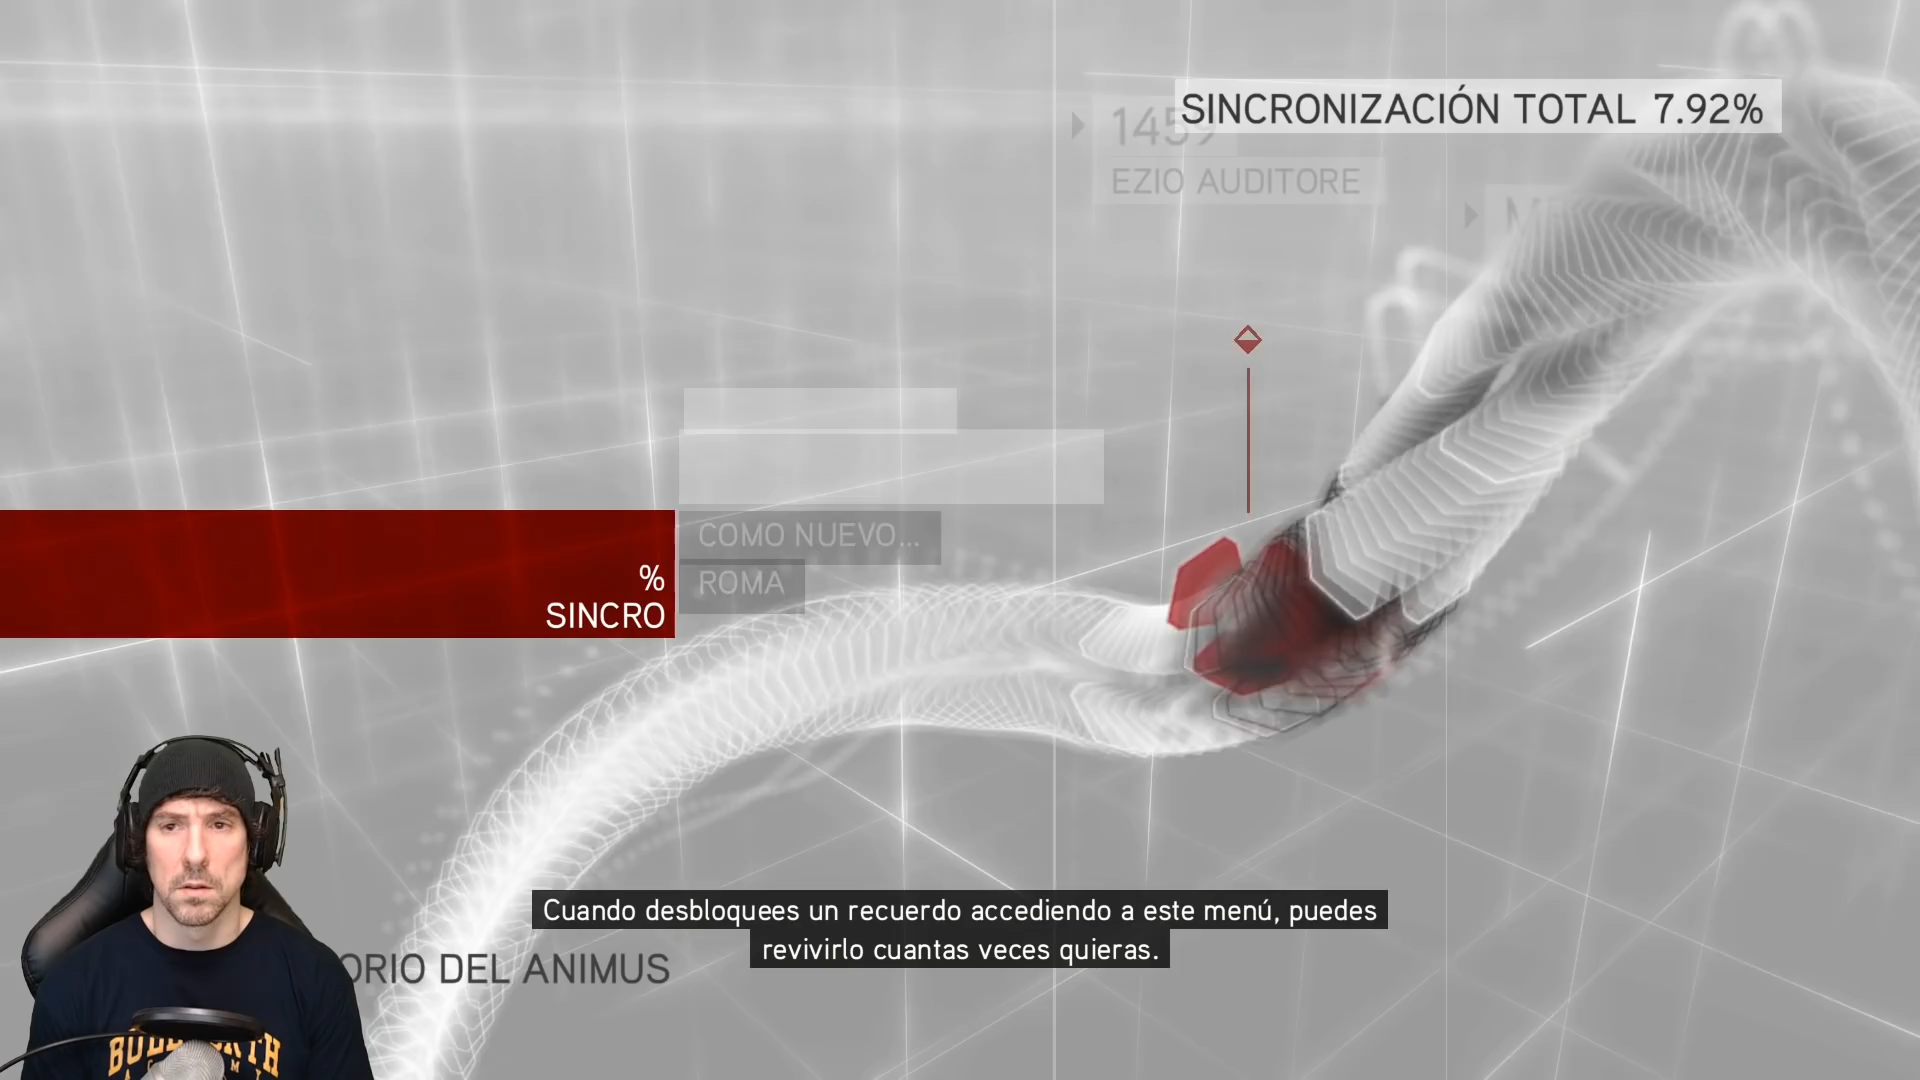 SINCRONIZACIÓN TOTAL 7.92%
1459
EZIO AUDITORE
COMO NUEVO...
ROMA
%
SINCRO
Cuando desbloquees un recuerdo accediendo a este menú, puedes
revivirlo cuantas veces quieras.
DEL ANIMUS